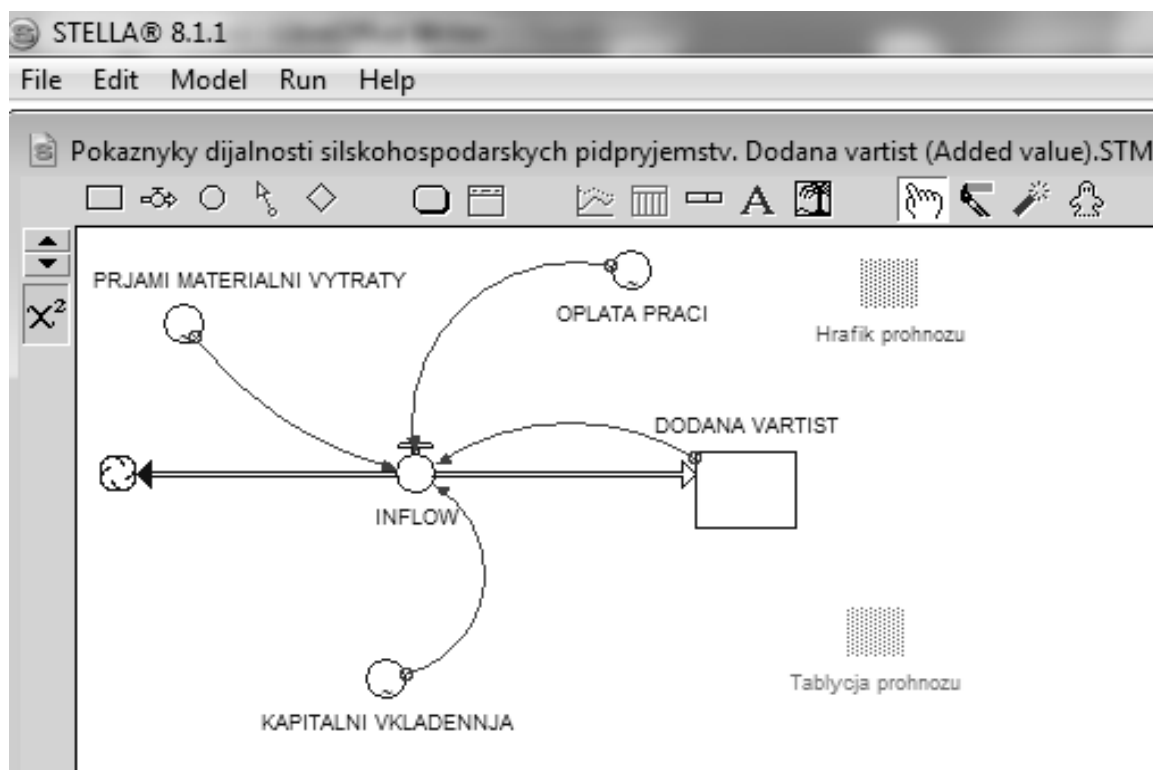 STELLA® 8.1.1
File Edit Model Run Help
Pokaznyky dijalnosti silskohospodarskych pidpryjemstv. Dodana vartist (Added value).STM
A
X²
PRJAMI MATERIALNI VYTRATY
OPLATA PRACI
Hrafik prohnozu
DODANA VARTIST
INFLOW
Tablycja prohnozu
KAPITALNI VKLADENNJA